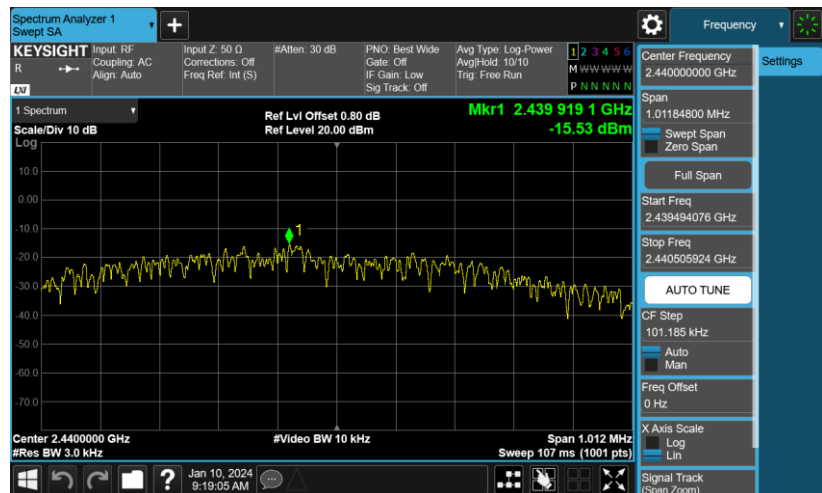 Spectrum Analyzer 1
Swept SA
+
Frequency
KEYSIGHT
R
LXI
Input: RF
Coupling: AC
Align: Auto
Input Z: 50 Ω
Corrections: Off
Freq Ref: Int (S)
#Atten: 30 dB
PNO: Best Wide
Gate: Off
IF Gain: Low
Sig Track: Off
Avg Type: Log-Power
Avg|Hold: 10/10
Trig: Free Run
1 2 3 4 5 6
M W W W W W
P N N N N N
1 Spectrum
Scale/Div 10 dB
Log
Ref Lvl Offset 0.80 dB
Ref Level 20.00 dBm
Mkr1 2.439 919 1 GHz
-15.53 dBm
10.0
0.00
-10.0
-20.0
-30.0
-40.0
-50.0
-60.0
-70.0
1
Center 2.4400000 GHz
#Res BW 3.0 kHz
#Video BW 10 kHz
Span 1.012 MHz
Sweep 107 ms (1001 pts)
?
Jan 10, 2024
9:19:05 AM
Center Frequency
2.440000000 GHz
Span
1.01184800 MHz
Swept Span
Zero Span
Full Span
Start Freq
2.439494076 GHz
Stop Freq
2.440505924 GHz
AUTO TUNE
CF Step
101.185 kHz
Auto
Man
Freq Offset
0 Hz
X Axis Scale
Log
Lin
Signal Track
(Span Zoom)
Settings